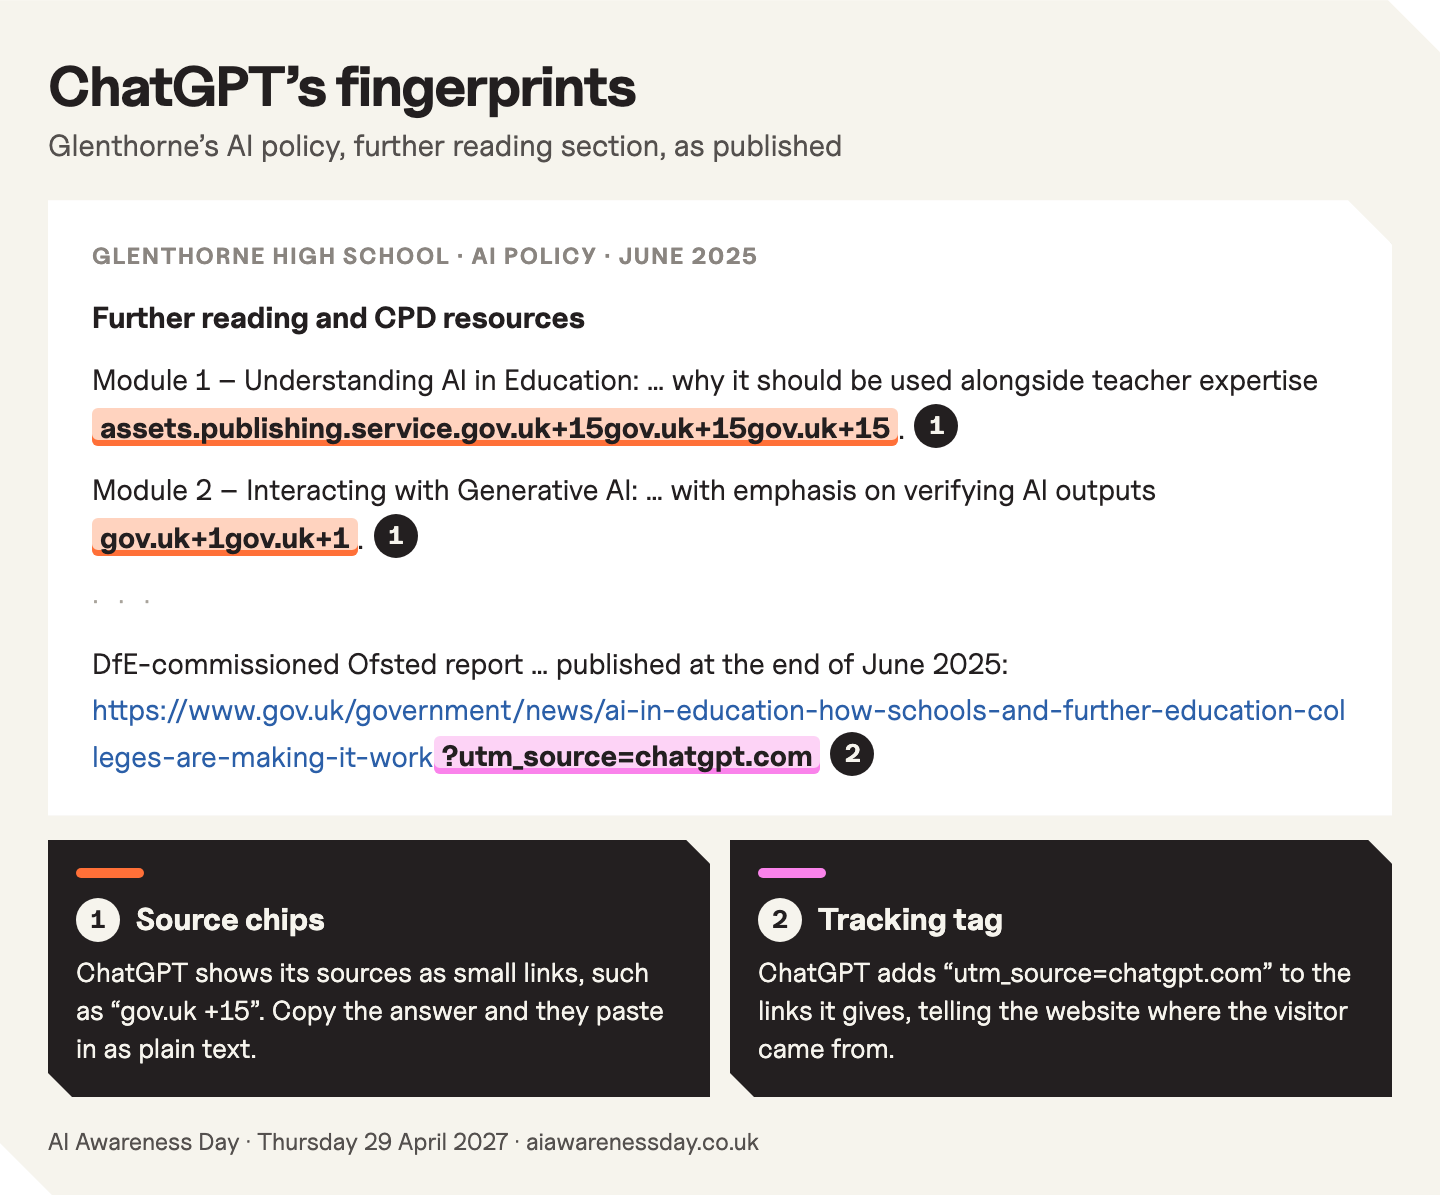 ChatGPT’s fingerprints
Glenthorne’s AI policy, further reading section, as published
GLENTHORNE HIGH SCHOOL · AI POLICY · JUNE 2025
Further reading and CPD resources
Module 1 – Understanding AI in Education: … why it should be used alongside teacher expertise
assets.publishing.service.gov.uk+15gov.uk+15gov.uk+15. 1
Module 2 – Interacting with Generative AI: … with emphasis on verifying AI outputs
gov.uk+1gov.uk+1. 1
· · ·
DfE-commissioned Ofsted report … published at the end of June 2025:
https://www.gov.uk/government/news/ai-in-education-how-schools-and-further-education-col
leges-are-making-it-work?utm_source=chatgpt.com 2
1 Source chips
ChatGPT shows its sources as small links, such
as “gov.uk +15”. Copy the answer and they paste
in as plain text.
2 Tracking tag
ChatGPT adds “utm_source=chatgpt.com” to the
links it gives, telling the website where the visitor
came from.
AI Awareness Day · Thursday 29 April 2027 · aiawarenessday.co.uk